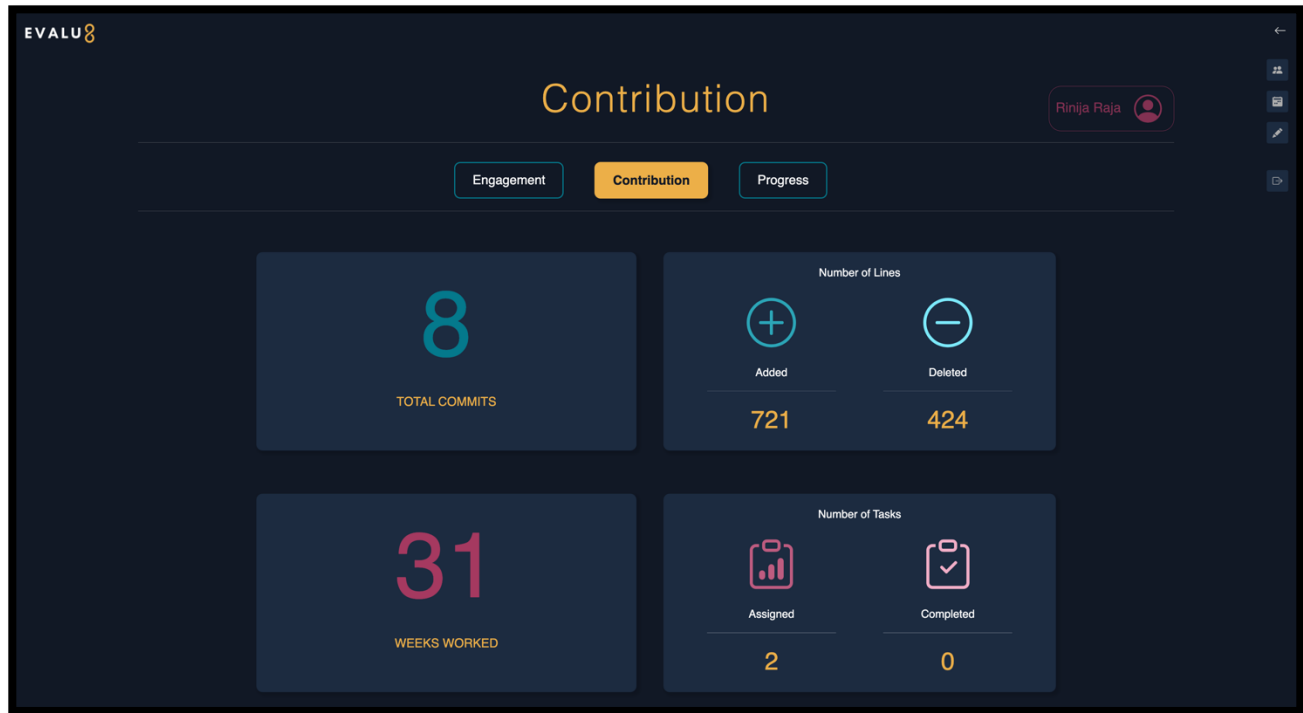 EVALU8
Contribution
Rinija Raja
Engagement
Contribution
Progress
8
TOTAL COMMITS
Number of Lines
Added
Deleted
721
424
31
WEEKS WORKED
Number of Tasks
Assigned
Completed
2
0